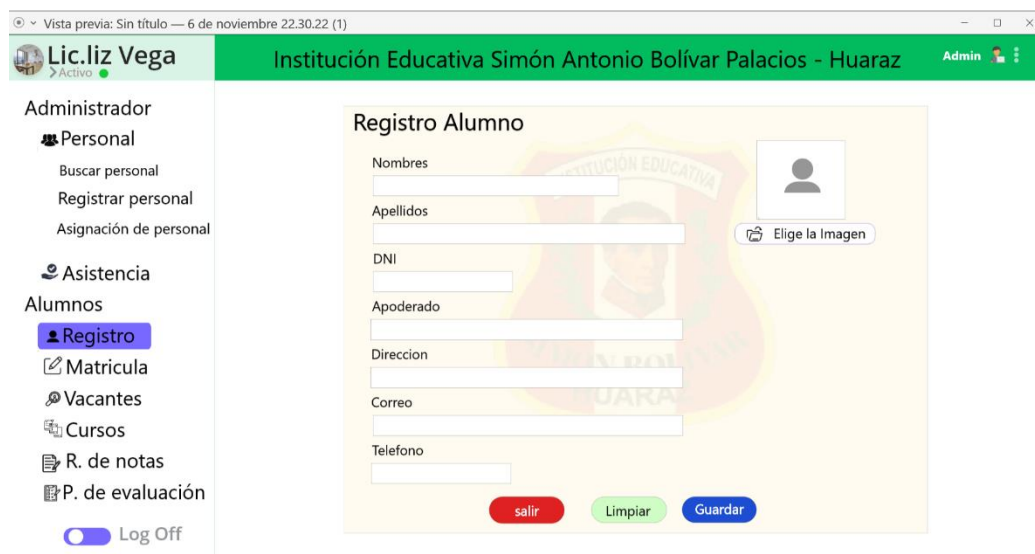 Vista previa: Sin título — 6 de noviembre 22.30.22 (1)
Lic.liz Vega
Activo
Institución Educativa Simón Antonio Bolívar Palacios - Huaraz
Admin
Administrador
Personal
Buscar personal
Registrar personal
Asignación de personal
Asistencia
Alumnos
Registro
Matricula
Vacantes
Cursos
R. de notas
P. de evaluación
Log Off
Registro Alumno
Nombres
Apellidos
DNI
Apoderado
Direccion
Correo
Telefono
Elige la Imagen
salir
Limpiar
Guardar
INSTITUCIÓN EDUCATIVA
HUARAZ